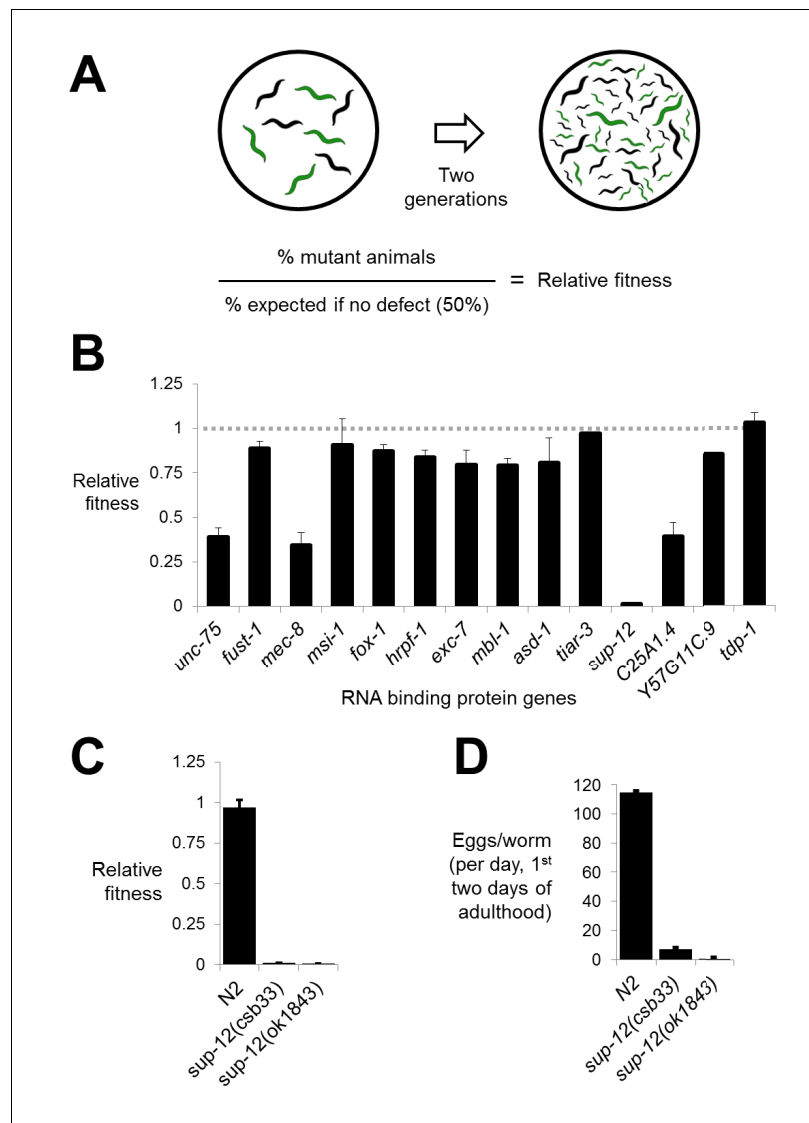 A
Two
generations
% mutant animals
% expected if no defect (50%)
= Relative fitness
B
1.25
1
0.75
0.5
0.25
0
Relative
fitness
unc-75
fust-1
mec-8
msi-1
fox-1
hrpf-1
exc-7
mbl-1
asd-1
tiar-3
sup-12
C25A1.4
Y57G11C.9
tdp-1
RNA binding protein genes
C
1.25
1
0.75
0.5
0.25
0
Relative
fitness
N2
sup-12(csb33)
sup-12(ok1843)
D
120
100
80
60
40
20
0
Eggs/worm
(per day, 1st
two days of
adulthood)
N2
sup-12(csb33)
sup-12(ok1843)